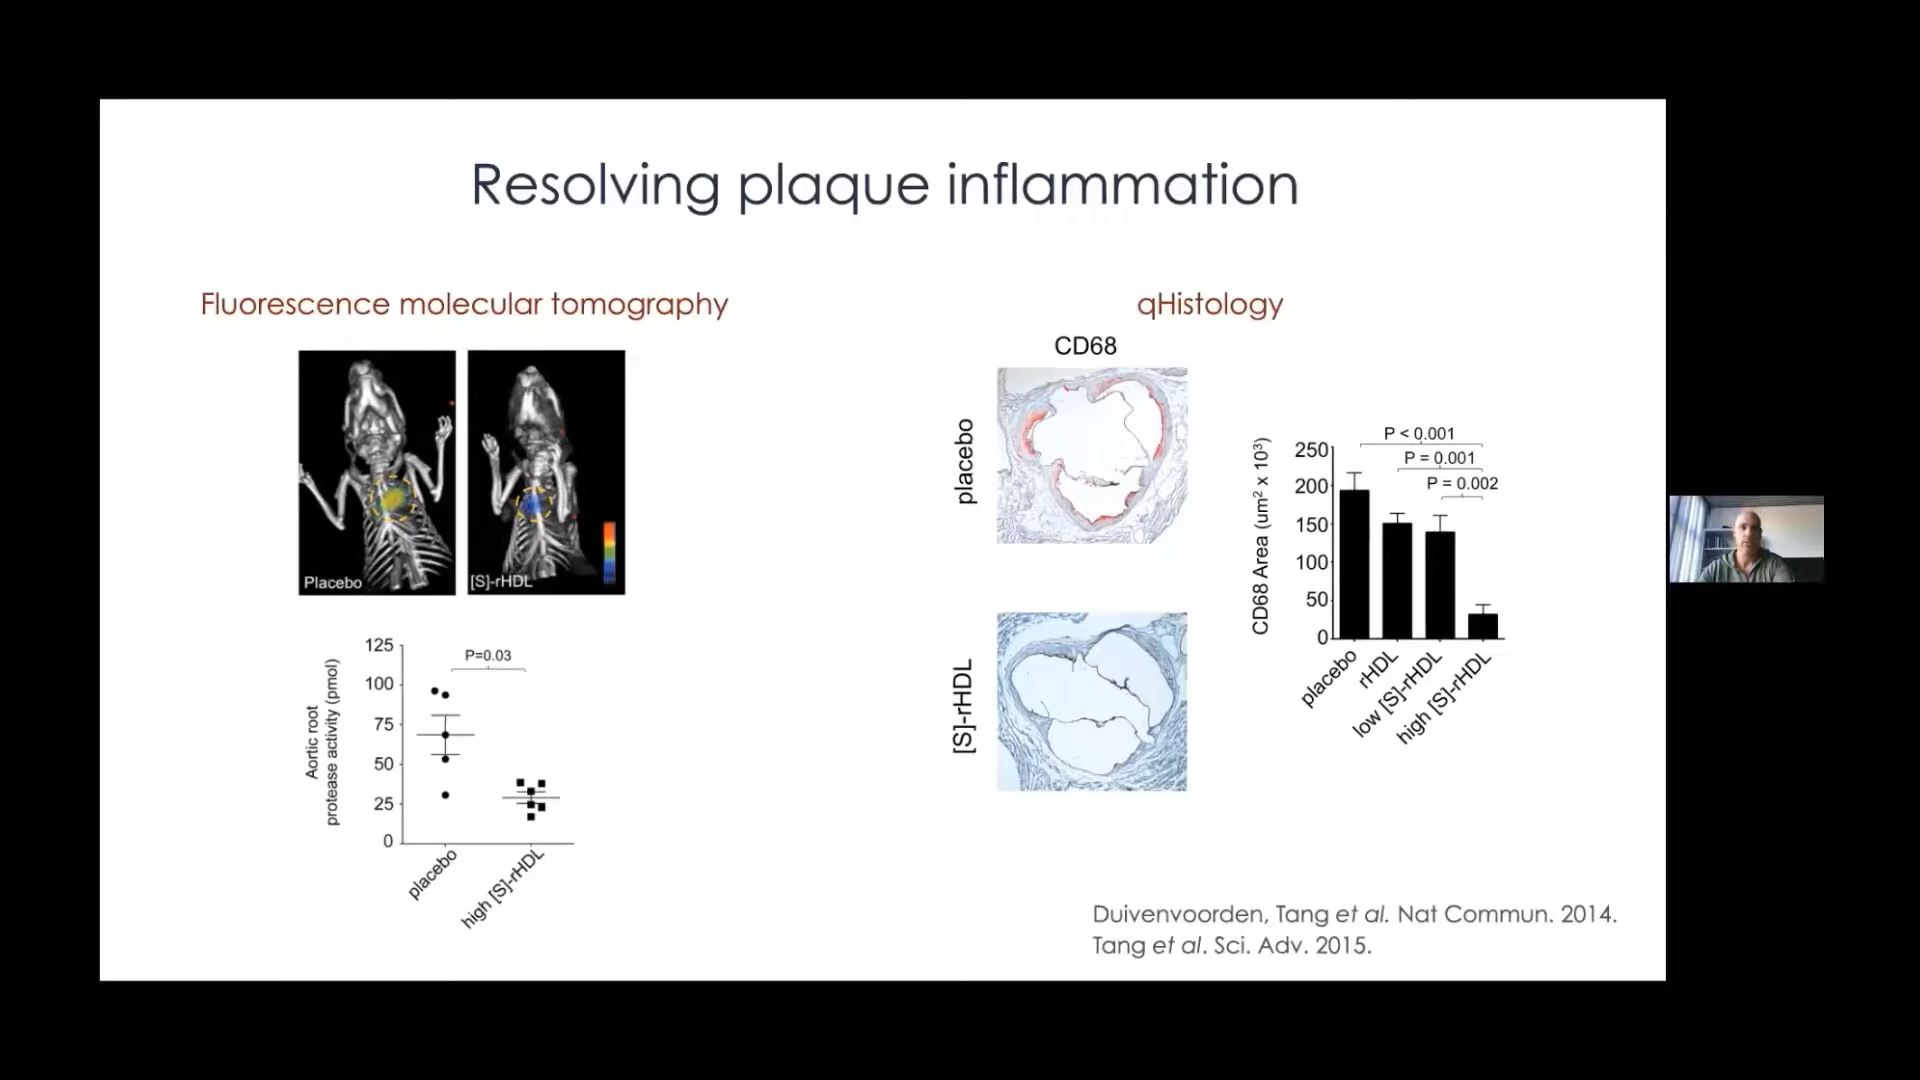 Resolving plaque inflammation
Fluorescence molecular tomography
Placebo
[S]-rHDL
125
100
75
50
25
0
P=0.03
Aortic root
protease activity (pmol)
placebo
high [S]-rHDL
qHistology
CD68
placebo
[S]-rHDL
P < 0.001
P = 0.001
P = 0.002
250
200
150
100
50
0
CD68 Area (um² x 10³)
placebo
rHDL
low [S]-rHDL
high [S]-rHDL
Duivenvoorden, Tang et al. Nat Commun. 2014.
Tang et al. Sci. Adv. 2015.